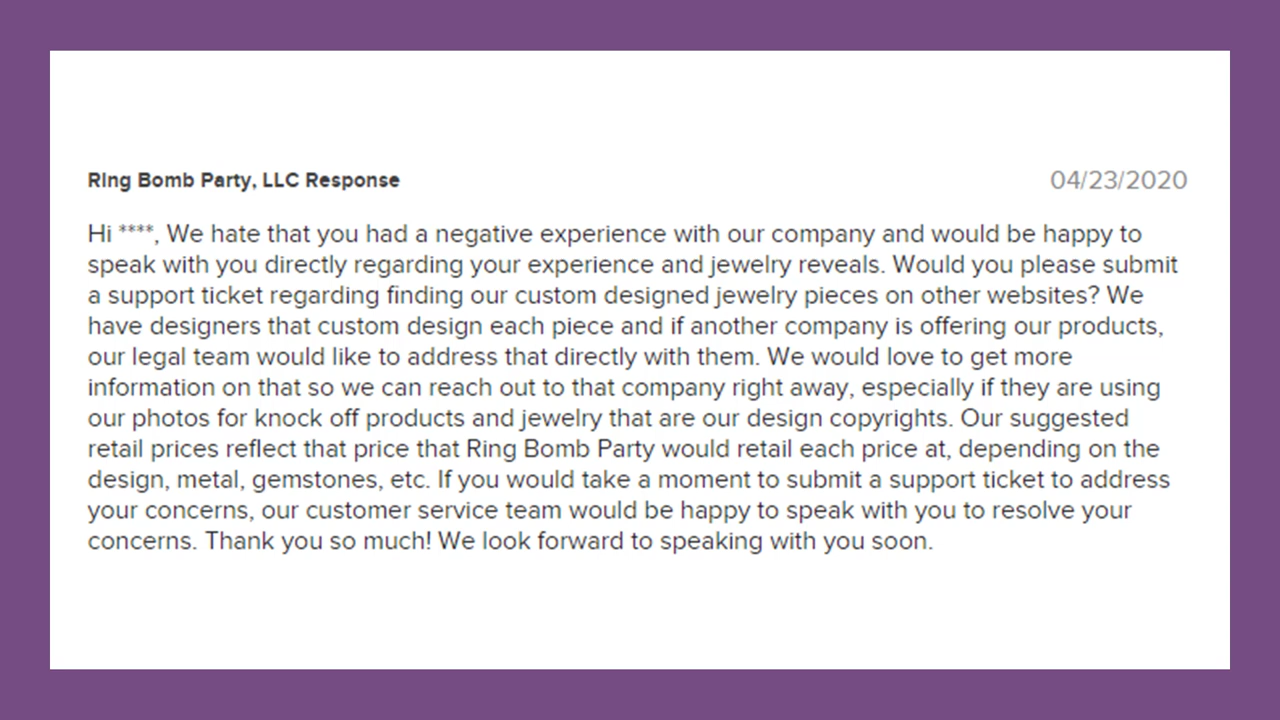 Ring Bomb Party, LLC Response
04/23/2020
Hi ****, We hate that you had a negative experience with our company and would be happy to
speak with you directly regarding your experience and jewelry reveals. Would you please submit
a support ticket regarding finding our custom designed jewelry pieces on other websites? We
have designers that custom design each piece and if another company is offering our products,
our legal team would like to address that directly with them. We would love to get more
information on that so we can reach out to that company right away, especially if they are using
our photos for knock off products and jewelry that are our design copyrights. Our suggested
retail prices reflect that price that Ring Bomb Party would retail each price at, depending on the
design, metal, gemstones, etc. If you would take a moment to submit a support ticket to address
your concerns, our customer service team would be happy to speak with you to resolve your
concerns. Thank you so much! We look forward to speaking with you soon.